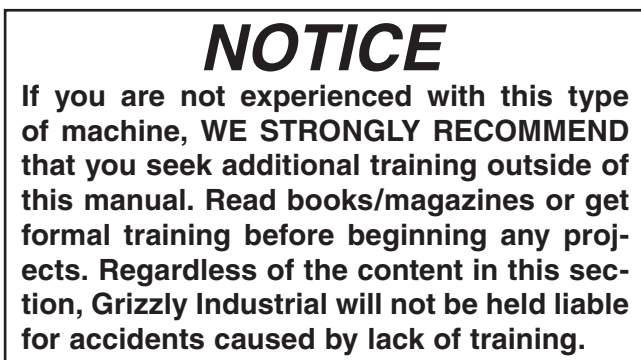 NOTICE
If you are not experienced with this type
of machine, WE STRONGLY RECOMMEND
that you seek additional training outside of
this manual. Read books/magazines or get
formal training before beginning any proj-
ects. Regardless of the content in this sec-
tion, Grizzly Industrial will not be held liable
for accidents caused by lack of training.